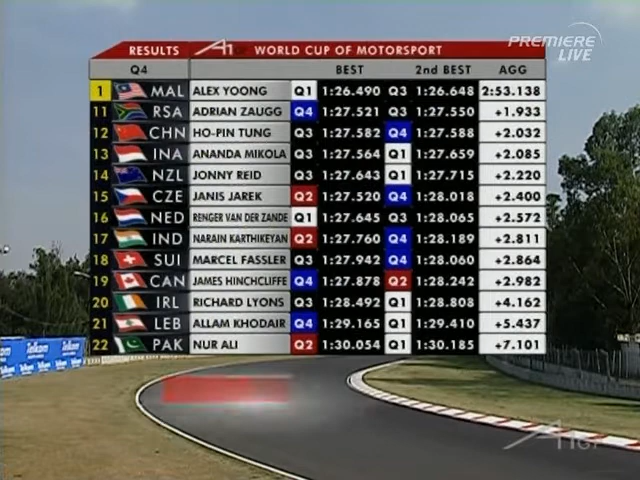 RESULTS A1 GP WORLD CUP OF MOTORSPORT
PREMIERE LIVE
Q4 BEST 2nd BEST AGG
1 MAL ALEX YOONG Q1 1:26.490 Q3 1:26.648 2:53.138
11 RSA ADRIAN ZAUGG Q4 1:27.521 Q3 1:27.550 +1.933
12 CHN HO-PIN TUNG Q3 1:27.582 Q4 1:27.588 +2.032
13 INA ANANDA MIKOLA Q3 1:27.564 Q1 1:27.659 +2.085
14 NZL JONNY REID Q3 1:27.643 Q1 1:27.715 +2.220
15 CZE JANIS JAREK Q2 1:27.520 Q4 1:28.018 +2.400
16 NED RENGER VAN DER ZANDE Q1 1:27.645 Q3 1:28.065 +2.572
17 IND NARAIN KARTHIKEYAN Q2 1:27.760 Q4 1:28.189 +2.811
18 SUI MARCEL FASSLER Q3 1:27.942 Q4 1:28.060 +2.864
19 CAN JAMES HINCHCLIFFE Q4 1:27.878 Q2 1:28.242 +2.982
20 IRL RICHARD LYONS Q3 1:28.492 Q1 1:28.808 +4.162
21 LEB ALLAM KHODAIR Q4 1:29.165 Q1 1:29.410 +5.437
22 PAK NUR ALI Q2 1:30.054 Q1 1:30.185 +7.101
Telkom Telkom
A1GP